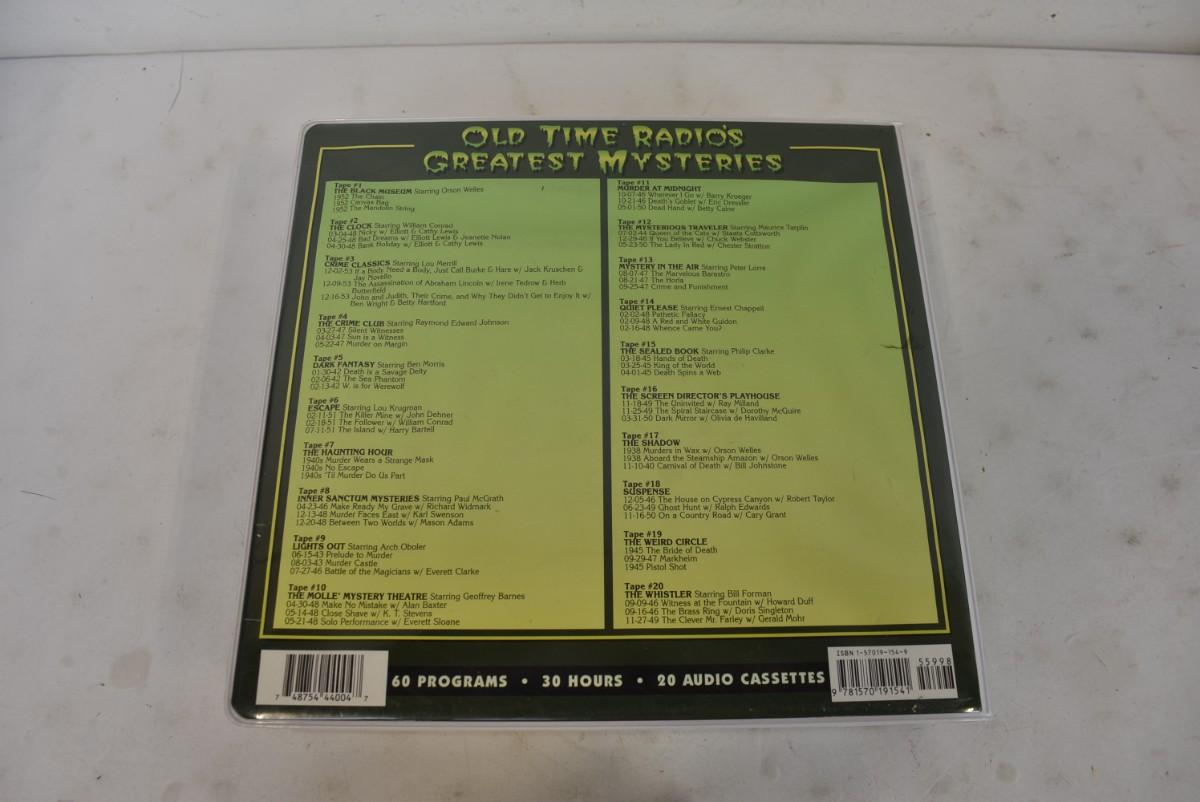 OLD TIME RADIO'S
GREATEST MYSTERIES
Tape #1
THE BLACK MUSEUM Starring Orson Welles
1952 The Chain
1952 Canvas Bag
1952 The Mandolin String
Tape #2
THE CLOCK Starring William Conrad
03-04-48 Nicky w/ Elliott & Cathy Lewis
04-25-48 Bad Dreams w/ Elliott Lewis & Jeanette Nolan
04-30-48 Bank Holiday w/ Elliott & Cathy Lewis
Tape #3
CRIME CLASSICS Starring Lou Merrill
12-02-53 If a Body Need a Body, Just Call Burke & Hare w/ Jack Kruschen &
Jay Novello
12-09-53 The Assassination of Abraham Lincoln w/ Irene Tedrow & Herb
Butterfield
12-16-53 John and Judith, Their Crime, and Why They Didn't Get to Enjoy It w/
Ben Wright & Betty Hartford
Tape #4
THE CRIME CLUB Starring Raymond Edward Johnson
03-27-47 Silent Witnesses
04-03-47 Sun is a Witness
05-22-47 Murder on Margin
Tape #5
DARK FANTASY Starring Ben Morris
01-30-42 Death Is a Savage Deity
02-06-42 The Sea Phantom
02-13-42 W. is for Werewolf
Tape #6
ESCAPE Starring Lou Krugman
02-11-51 The Killer Mine w/ John Dehner
02-18-51 The Follower w/ William Conrad
07-11-51 The Island w/ Harry Bartell
Tape #7
THE HAUNTING HOUR
1940s Murder Wears a Strange Mask
1940s No Escape
1940s 'Til Murder Do Us Part
Tape #8
INNER SANCTUM MYSTERIES Starring Paul McGrath
04-23-46 Make Ready My Grave w/ Richard Widmark
12-13-48 Murder Faces East w/ Karl Swenson
12-20-48 Between Two Worlds w/ Mason Adams
Tape #9
LIGHTS OUT Starring Arch Oboler
06-15-43 Prelude to Murder
08-03-43 Murder Castle
07-27-46 Battle of the Magicians w/ Everett Clarke
Tape #10
THE MOLLE' MYSTERY THEATRE Starring Geoffrey Barnes
04-30-48 Make No Mistake w/ Alan Baxter
05-14-48 Close Shave w/ K. T. Stevens
05-21-48 Solo Performance w/ Everett Sloane
Tape #11
MURDER AT MIDNIGHT
10-07-46 Wherever I Go w/ Barry Kroeger
10-21-46 Death's Goblet w/ Eric Dressler
05-01-50 Dead Hand w/ Betty Caine
Tape #12
THE MYSTERIOUS TRAVELER Starring Maurice Tarplin
07-02-44 Queen of the Cats w/ Staats Cotsworth
12-29-46 If You Believe w/ Chuck Webster
05-23-50 The Lady in Red w/ Chester Stratton
Tape #13
MYSTERY IN THE AIR Starring Peter Lorre
08-07-47 The Marvelous Barastro
08-21-47 The Horla
09-25-47 Crime and Punishment
Tape #14
QUIET PLEASE Starring Ernest Chappell
02-02-48 Pathetic Fallacy
02-09-48 A Red and White Guidon
02-16-48 Whence Came You?
Tape #15
THE SEALED BOOK Starring Philip Clarke
03-18-45 Hands of Death
03-25-45 King of the World
04-01-45 Death Spins a Web
Tape #16
THE SCREEN DIRECTOR'S PLAYHOUSE
11-18-49 The Uninvited w/ Ray Milland
11-25-49 The Spiral Staircase w/ Dorothy McGuire
03-31-50 Dark Mirror w/ Olivia de Havilland
Tape #17
THE SHADOW
1938 Murders in Wax w/ Orson Welles
1938 Aboard the Steamship Amazon w/ Orson Welles
11-10-40 Carnival of Death w/ Bill Johnstone
Tape #18
SUSPENSE
12-05-46 The House on Cypress Canyon w/ Robert Taylor
06-23-49 Ghost Hunt w/ Ralph Edwards
11-16-50 On a Country Road w/ Cary Grant
Tape #19
THE WEIRD CIRCLE
1945 The Bride of Death
09-29-47 Markheim
1945 Pistol Shot
Tape #20
THE WHISTLER Starring Bill Forman
09-09-46 Witness at the Fountain w/ Howard Duff
09-16-46 The Brass Ring w/ Doris Singleton
11-27-49 The Clever Mr. Farley w/ Gerald Mohr
7 48754 44004 7
60 PROGRAMS • 30 HOURS • 20 AUDIO CASSETTES
ISBN 1-57019-154-9
55998
9 781570 191541